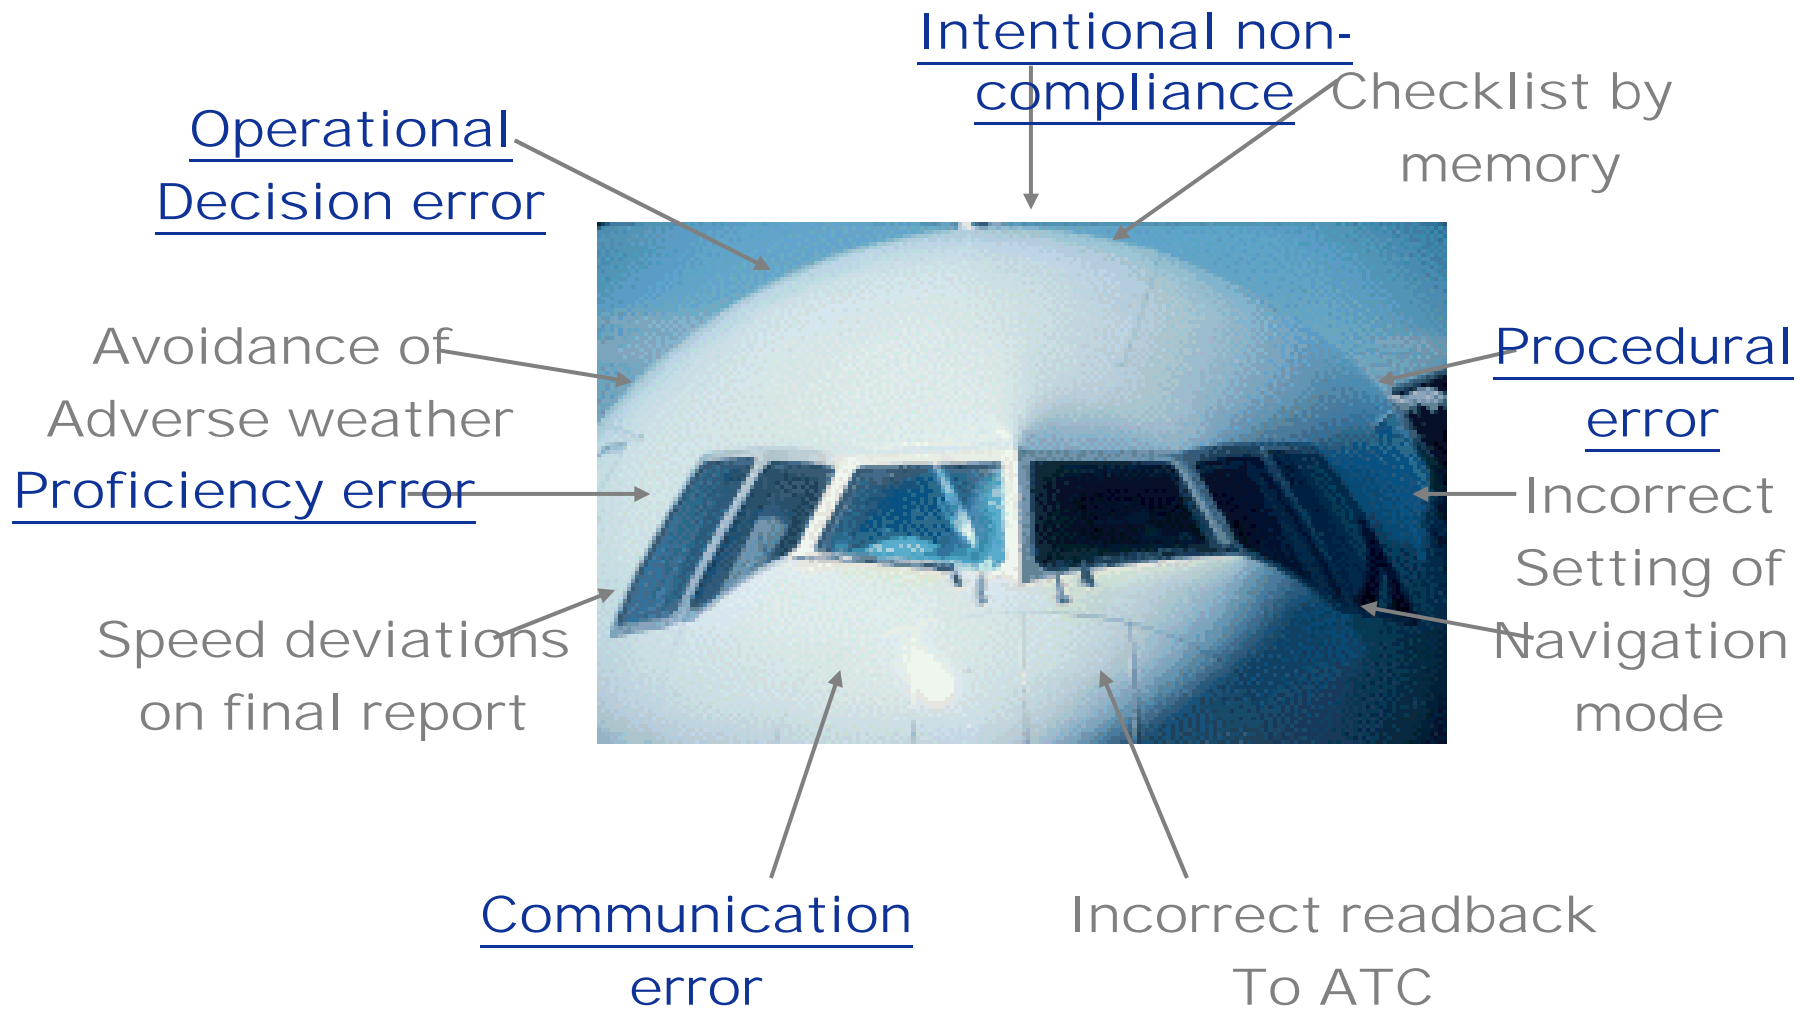 Intentional non-
compliance
Checklist by
memory
Operational
Decision error
Avoidance of
Adverse weather
Proficiency error
Speed deviations
on final report
Procedural
error
Incorrect
Setting of
Navigation
mode
Communication
error
Incorrect readback
To ATC